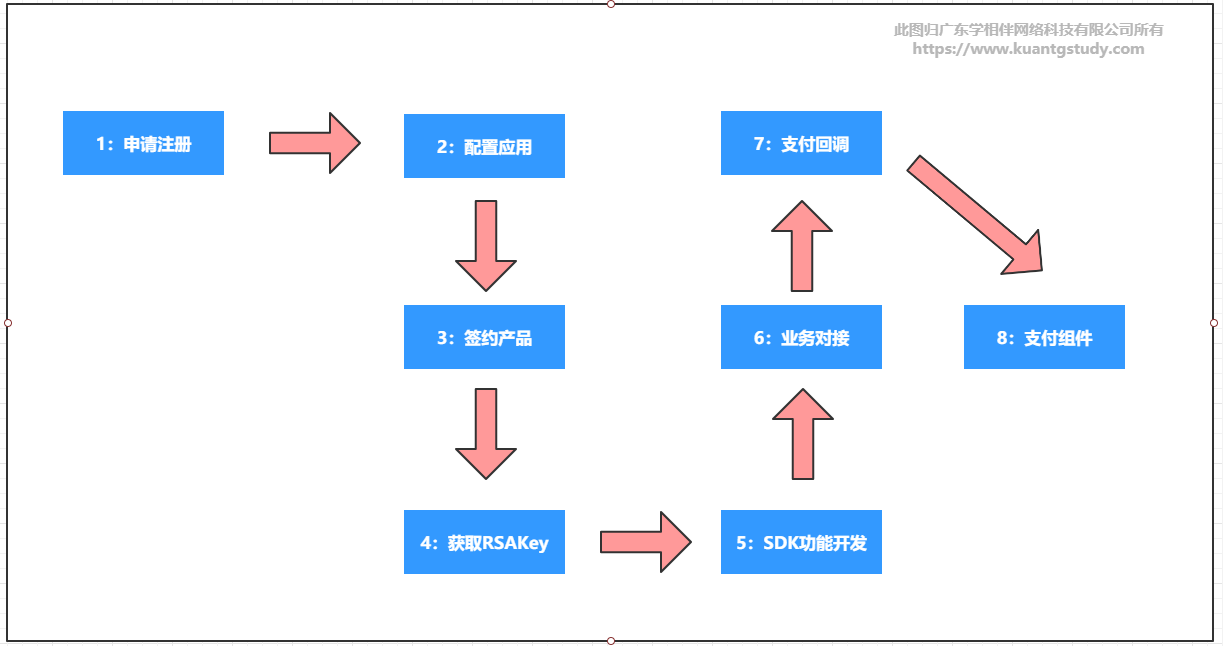 此图归广东学相伴网络科技有限公司所有
https://www.kuangstudy.com
1：申请注册
2：配置应用
3：签约产品
4：获取RSAKey
5：SDK功能开发
6：业务对接
7：支付回调
8：支付组件